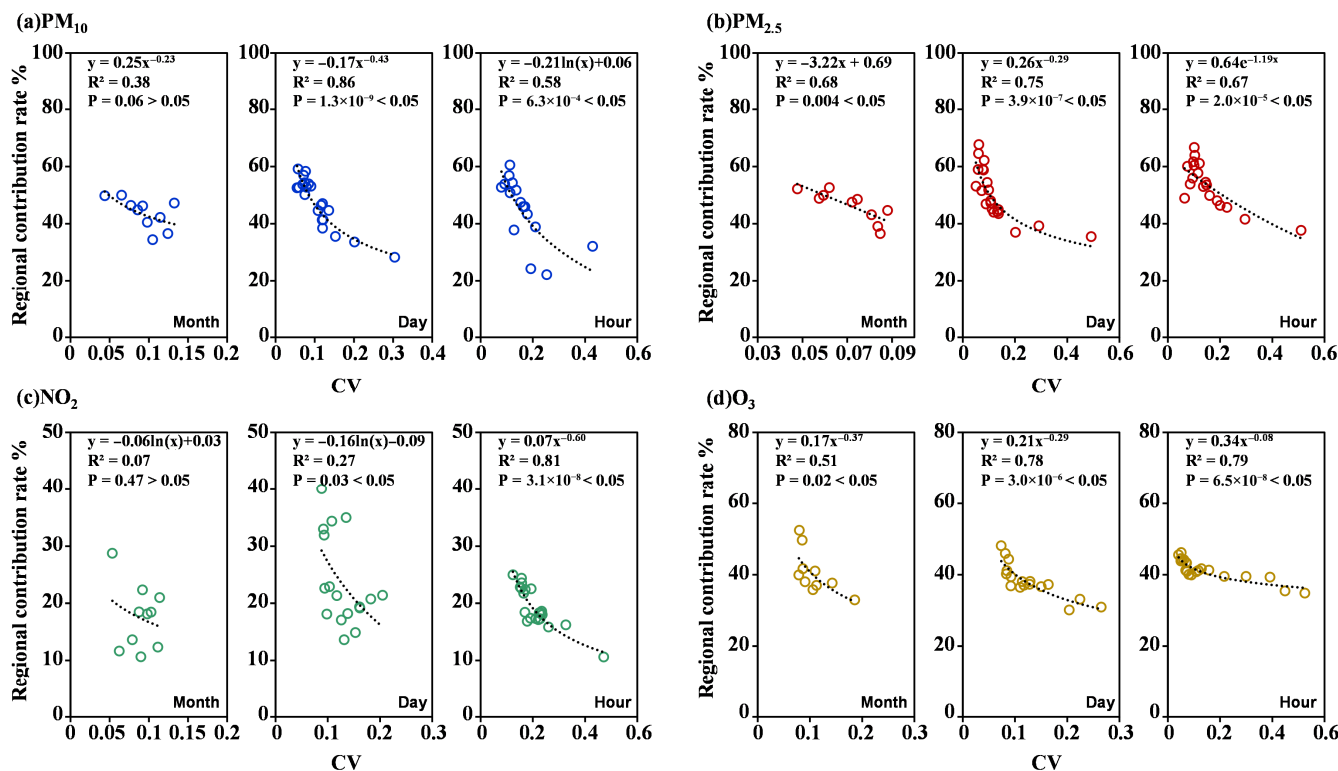 (a)PM₁₀
Regional contribution rate %
100
80
60
40
20
0
y = 0.25x⁻⁰·²³
R² = 0.38
P = 0.06 > 0.05
Month
0
0.05
0.1
0.15
0.2
y = −0.17x⁻⁰·⁴³
R² = 0.86
P = 1.3×10⁻⁹ < 0.05
Day
0
0.1
0.2
0.3
0.4
y = −0.21ln(x)+0.06
R² = 0.58
P = 6.3×10⁻⁴ < 0.05
Hour
0
0.2
0.4
0.6
CV
(b)PM₂.₅
Regional contribution rate %
100
80
60
40
20
0
y = −3.22x + 0.69
R² = 0.68
P = 0.004 < 0.05
Month
0.03
0.05
0.07
0.09
y = 0.26x⁻⁰·²⁹
R² = 0.75
P = 3.9×10⁻⁷ < 0.05
Day
0
0.2
0.4
0.6
y = 0.64e⁻¹·¹⁹ˣ
R² = 0.67
P = 2.0×10⁻⁵ < 0.05
Hour
0
0.2
0.4
0.6
CV
(c)NO₂
Regional contribution rate %
50
40
30
20
10
0
y = −0.06ln(x)+0.03
R² = 0.07
P = 0.47 > 0.05
Month
0
0.05
0.1
0.15
0.2
y = −0.16ln(x)−0.09
R² = 0.27
P = 0.03 < 0.05
Day
0
0.1
0.2
0.3
y = 0.07x⁻⁰·⁶⁰
R² = 0.81
P = 3.1×10⁻⁸ < 0.05
Hour
0
0.2
0.4
0.6
CV
(d)O₃
Regional contribution rate %
80
60
40
20
0
y = 0.17x⁻⁰·³⁷
R² = 0.51
P = 0.02 < 0.05
Month
0
0.1
0.2
0.3
y = 0.21x⁻⁰·²⁹
R² = 0.78
P = 3.0×10⁻⁶ < 0.05
Day
0
0.1
0.2
0.3
y = 0.34x⁻⁰·⁰⁸
R² = 0.79
P = 6.5×10⁻⁸ < 0.05
Hour
0
0.2
0.4
0.6
CV